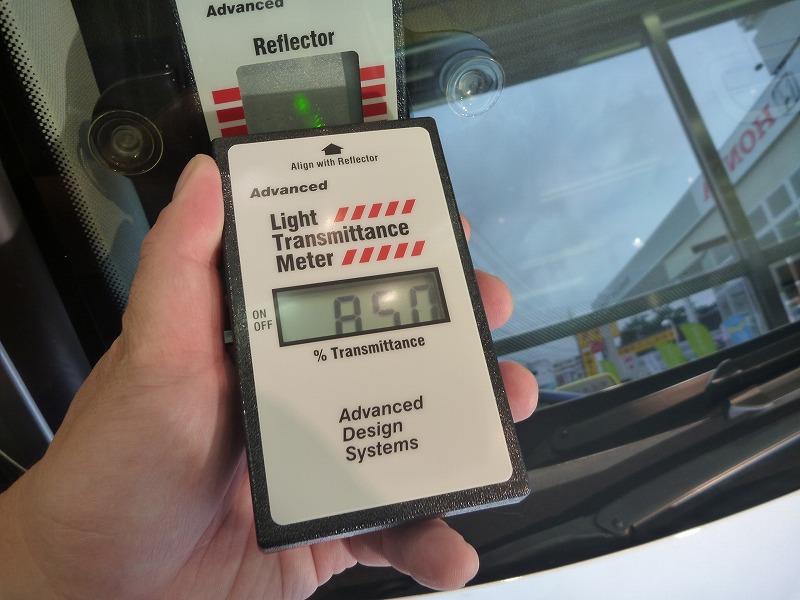 Advanced
Reflector
Align with Reflector
Advanced
Light
Transmittance
Meter
ON
OFF
85.0
% Transmittance
Advanced
Design
Systems
HON